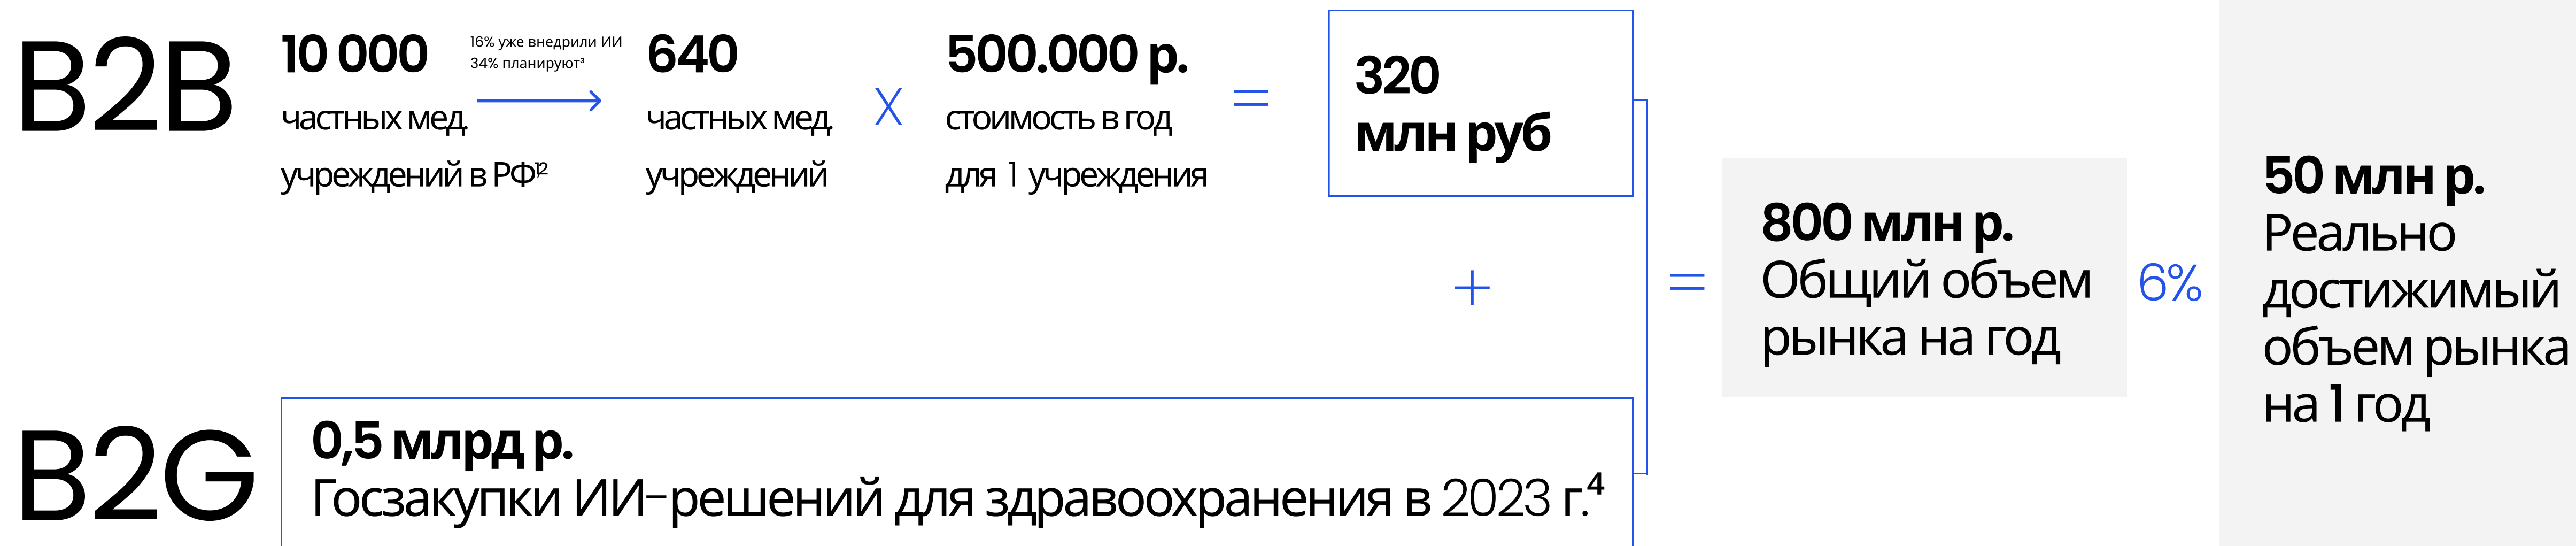 B2B
10 000
частных мед.
учреждений в РФ¹²
16% уже внедрили ИИ
34% планируют³
640
частных мед.
учреждений
X
500.000 р.
стоимость в год
для 1 учреждения
=
320
млн руб
+
B2G
0,5 млрд р.
Госзакупки ИИ-решений для здравоохранения в 2023 г.⁴
=
800 млн р.
Общий объем
рынка на год
6%
50 млн р.
Реально
достижимый
объем рынка
на 1 год